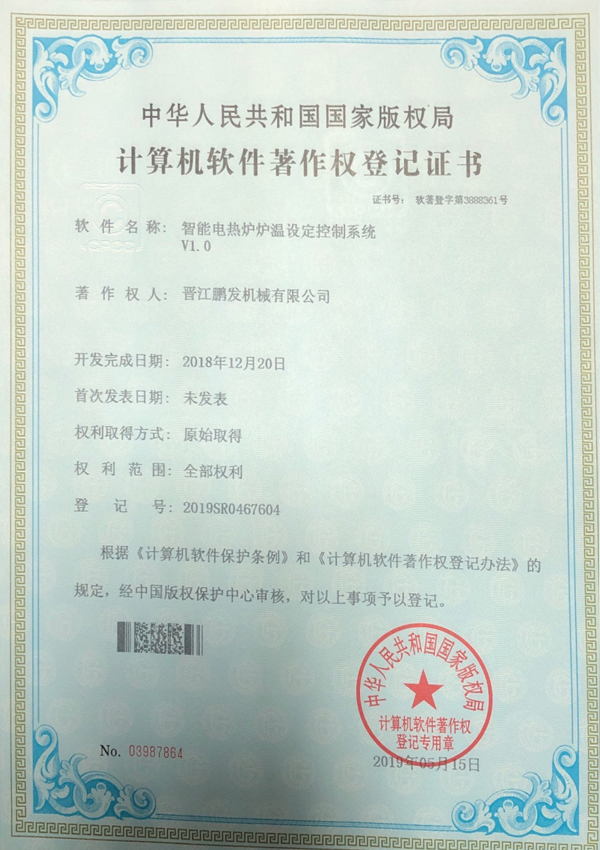 中华人民共和国国家版权局
计算机软件著作权登记证书
证书号: 软著登字第3888361号
软件名称: 智能电热炉炉温设定控制系统
V1.0
著作权人: 晋江鹏发机械有限公司
开发完成日期: 2018年12月20日
首次发表日期: 未发表
权利取得方式: 原始取得
权利范围: 全部权利
登记号: 2019SR0467604
根据《计算机软件保护条例》和《计算机软件著作权登记办法》的
规定,经中国版权保护中心审核,对以上事项予以登记。
中华人民共和国国家版权局
计算机软件著作权
登记专用章
No. 03987864
2019年05月15日